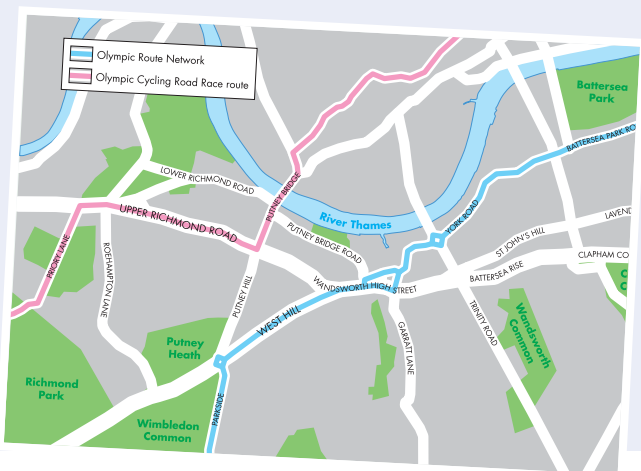 Olympic Route Network
Olympic Cycling Road Race route
Battersea
Park
BATTERSEA PARK RO
LOWER RICHMOND ROAD
PUTNEY BRIDGE
UPPER RICHMOND ROAD
River Thames
YORK ROAD
LAVEND
PRIORY LANE
ROEHAMPTON LANE
PUTNEY BRIDGE ROAD
ST JOHN'S HILL
CLAPHAM CO
BATTERSEA RISE
C
C
PUTNEY HILL
WANDSWORTH HIGH STREET
WEST HILL
TRINITY ROAD
Wandsworth
Common
GARRATT LANE
Putney
Heath
Richmond
Park
PARKSIDE
Wimbledon
Common